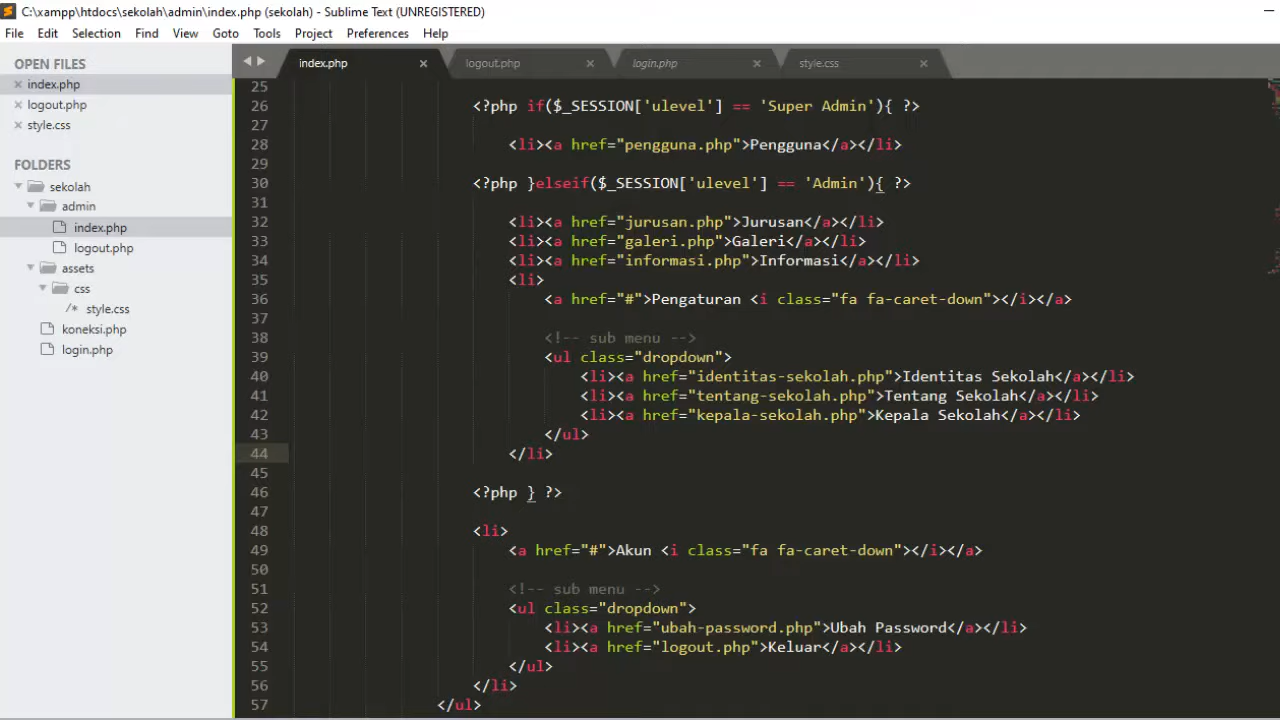 C:\xampp\htdocs\sekolah\admin\index.php (sekolah) - Sublime Text (UNREGISTERED)
File Edit Selection Find View Goto Tools Project Preferences Help
OPEN FILES
index.php
logout.php
style.css
FOLDERS
sekolah
admin
index.php
logout.php
assets
css
style.css
koneksi.php
login.php
index.php logout.php login.php style.css
25
26 <?php if($_SESSION['ulevel'] == 'Super Admin'){ ?>
27
28 <li><a href="pengguna.php">Pengguna</a></li>
29
30 <?php }elseif($_SESSION['ulevel'] == 'Admin'){ ?>
31
32 <li><a href="jurusan.php">Jurusan</a></li>
33 <li><a href="galeri.php">Galeri</a></li>
34 <li><a href="informasi.php">Informasi</a></li>
35 <li>
36 <a href="#">Pengaturan <i class="fa fa-caret-down"></i></a>
37
38 <!-- sub menu -->
39 <ul class="dropdown">
40 <li><a href="identitas-sekolah.php">Identitas Sekolah</a></li>
41 <li><a href="tentang-sekolah.php">Tentang Sekolah</a></li>
42 <li><a href="kepala-sekolah.php">Kepala Sekolah</a></li>
43 </ul>
44 </li>
45
46 <?php } ?>
47
48 <li>
49 <a href="#">Akun <i class="fa fa-caret-down"></i></a>
50
51 <!-- sub menu -->
52 <ul class="dropdown">
53 <li><a href="ubah-password.php">Ubah Password</a></li>
54 <li><a href="logout.php">Keluar</a></li>
55 </ul>
56 </li>
57 </ul>